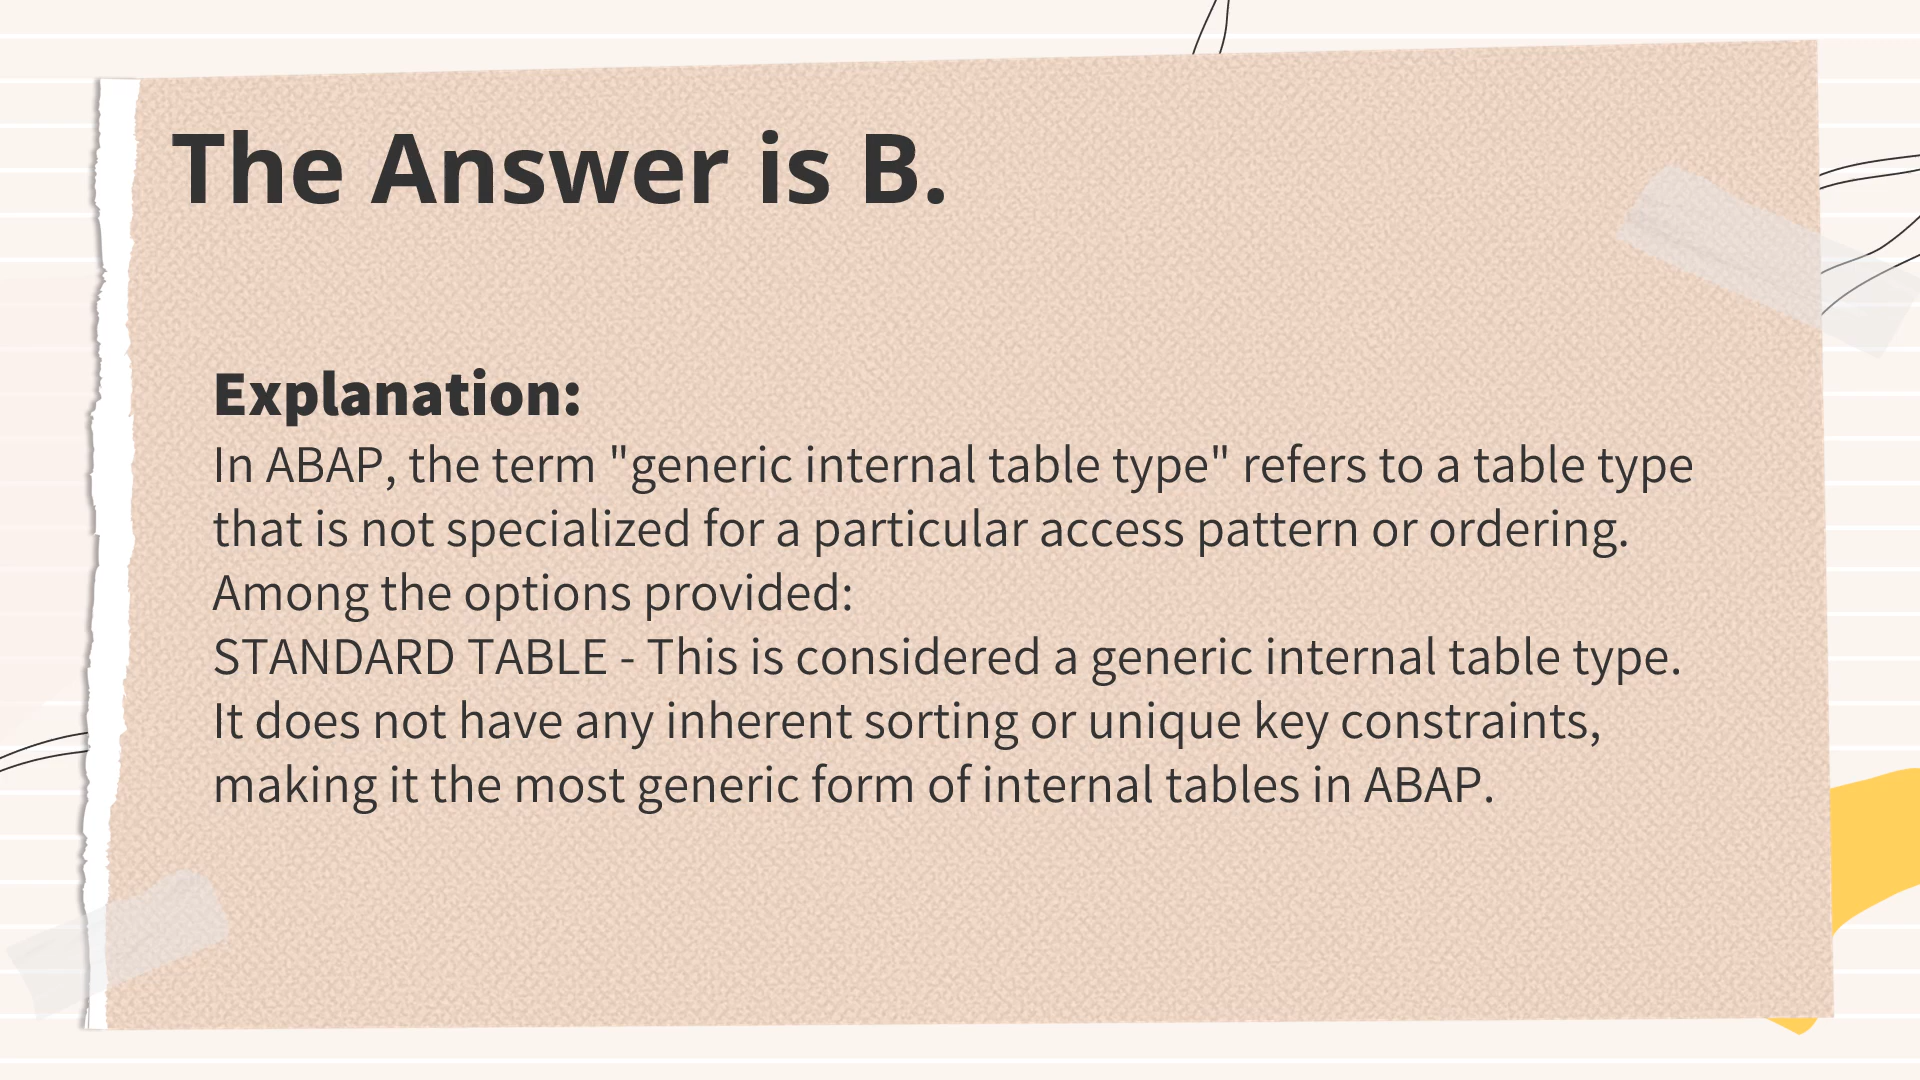 The Answer is B.
Explanation:
In ABAP, the term "generic internal table type" refers to a table type
that is not specialized for a particular access pattern or ordering.
Among the options provided:
STANDARD TABLE - This is considered a generic internal table type.
It does not have any inherent sorting or unique key constraints,
making it the most generic form of internal tables in ABAP.